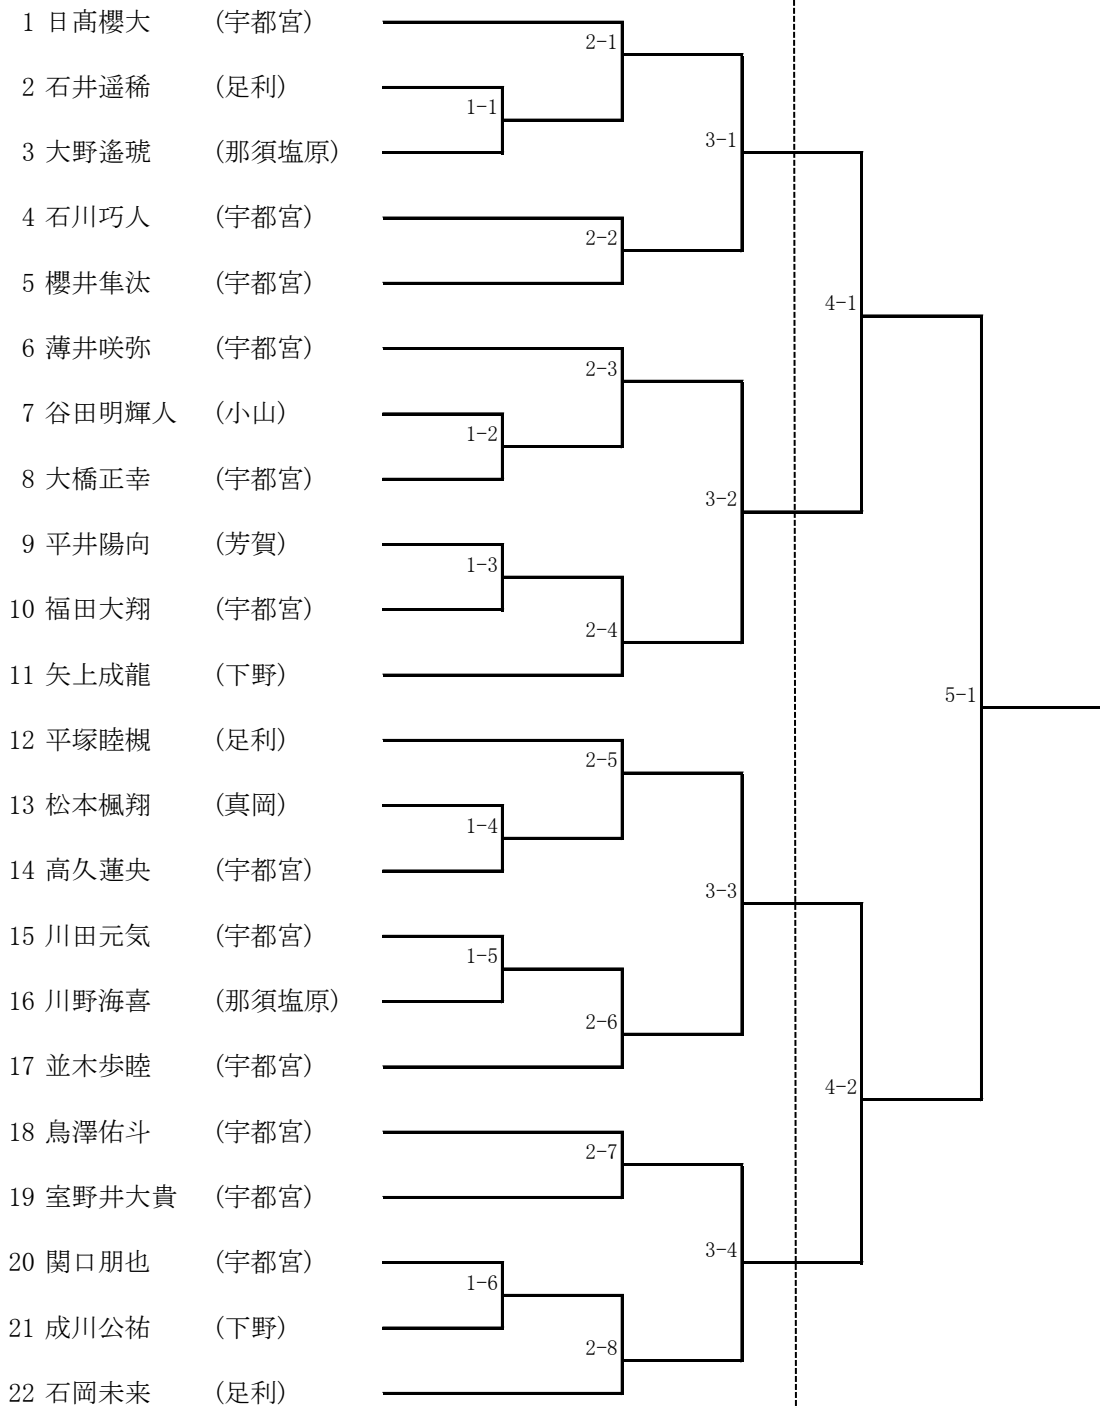 1 日髙櫻大 (宇都宮)
2-1
2 石井遥稀 (足利)
1-1
3 大野遙琥 (那須塩原)
3-1
4 石川巧人 (宇都宮)
2-2
5 櫻井隼汰 (宇都宮)
4-1
6 薄井咲弥 (宇都宮)
2-3
7 谷田明輝人 (小山)
1-2
8 大橋正幸 (宇都宮)
3-2
9 平井陽向 (芳賀)
1-3
10 福田大翔 (宇都宮)
2-4
11 矢上成龍 (下野)
5-1
12 平塚睦槻 (足利)
2-5
13 松本楓翔 (真岡)
1-4
14 高久蓮央 (宇都宮)
3-3
15 川田元気 (宇都宮)
1-5
16 川野海喜 (那須塩原)
2-6
17 並木歩睦 (宇都宮)
4-2
18 鳥澤佑斗 (宇都宮)
2-7
19 室野井大貴 (宇都宮)
3-4
20 関口朋也 (宇都宮)
1-6
21 成川公祐 (下野)
2-8
22 石岡未来 (足利)